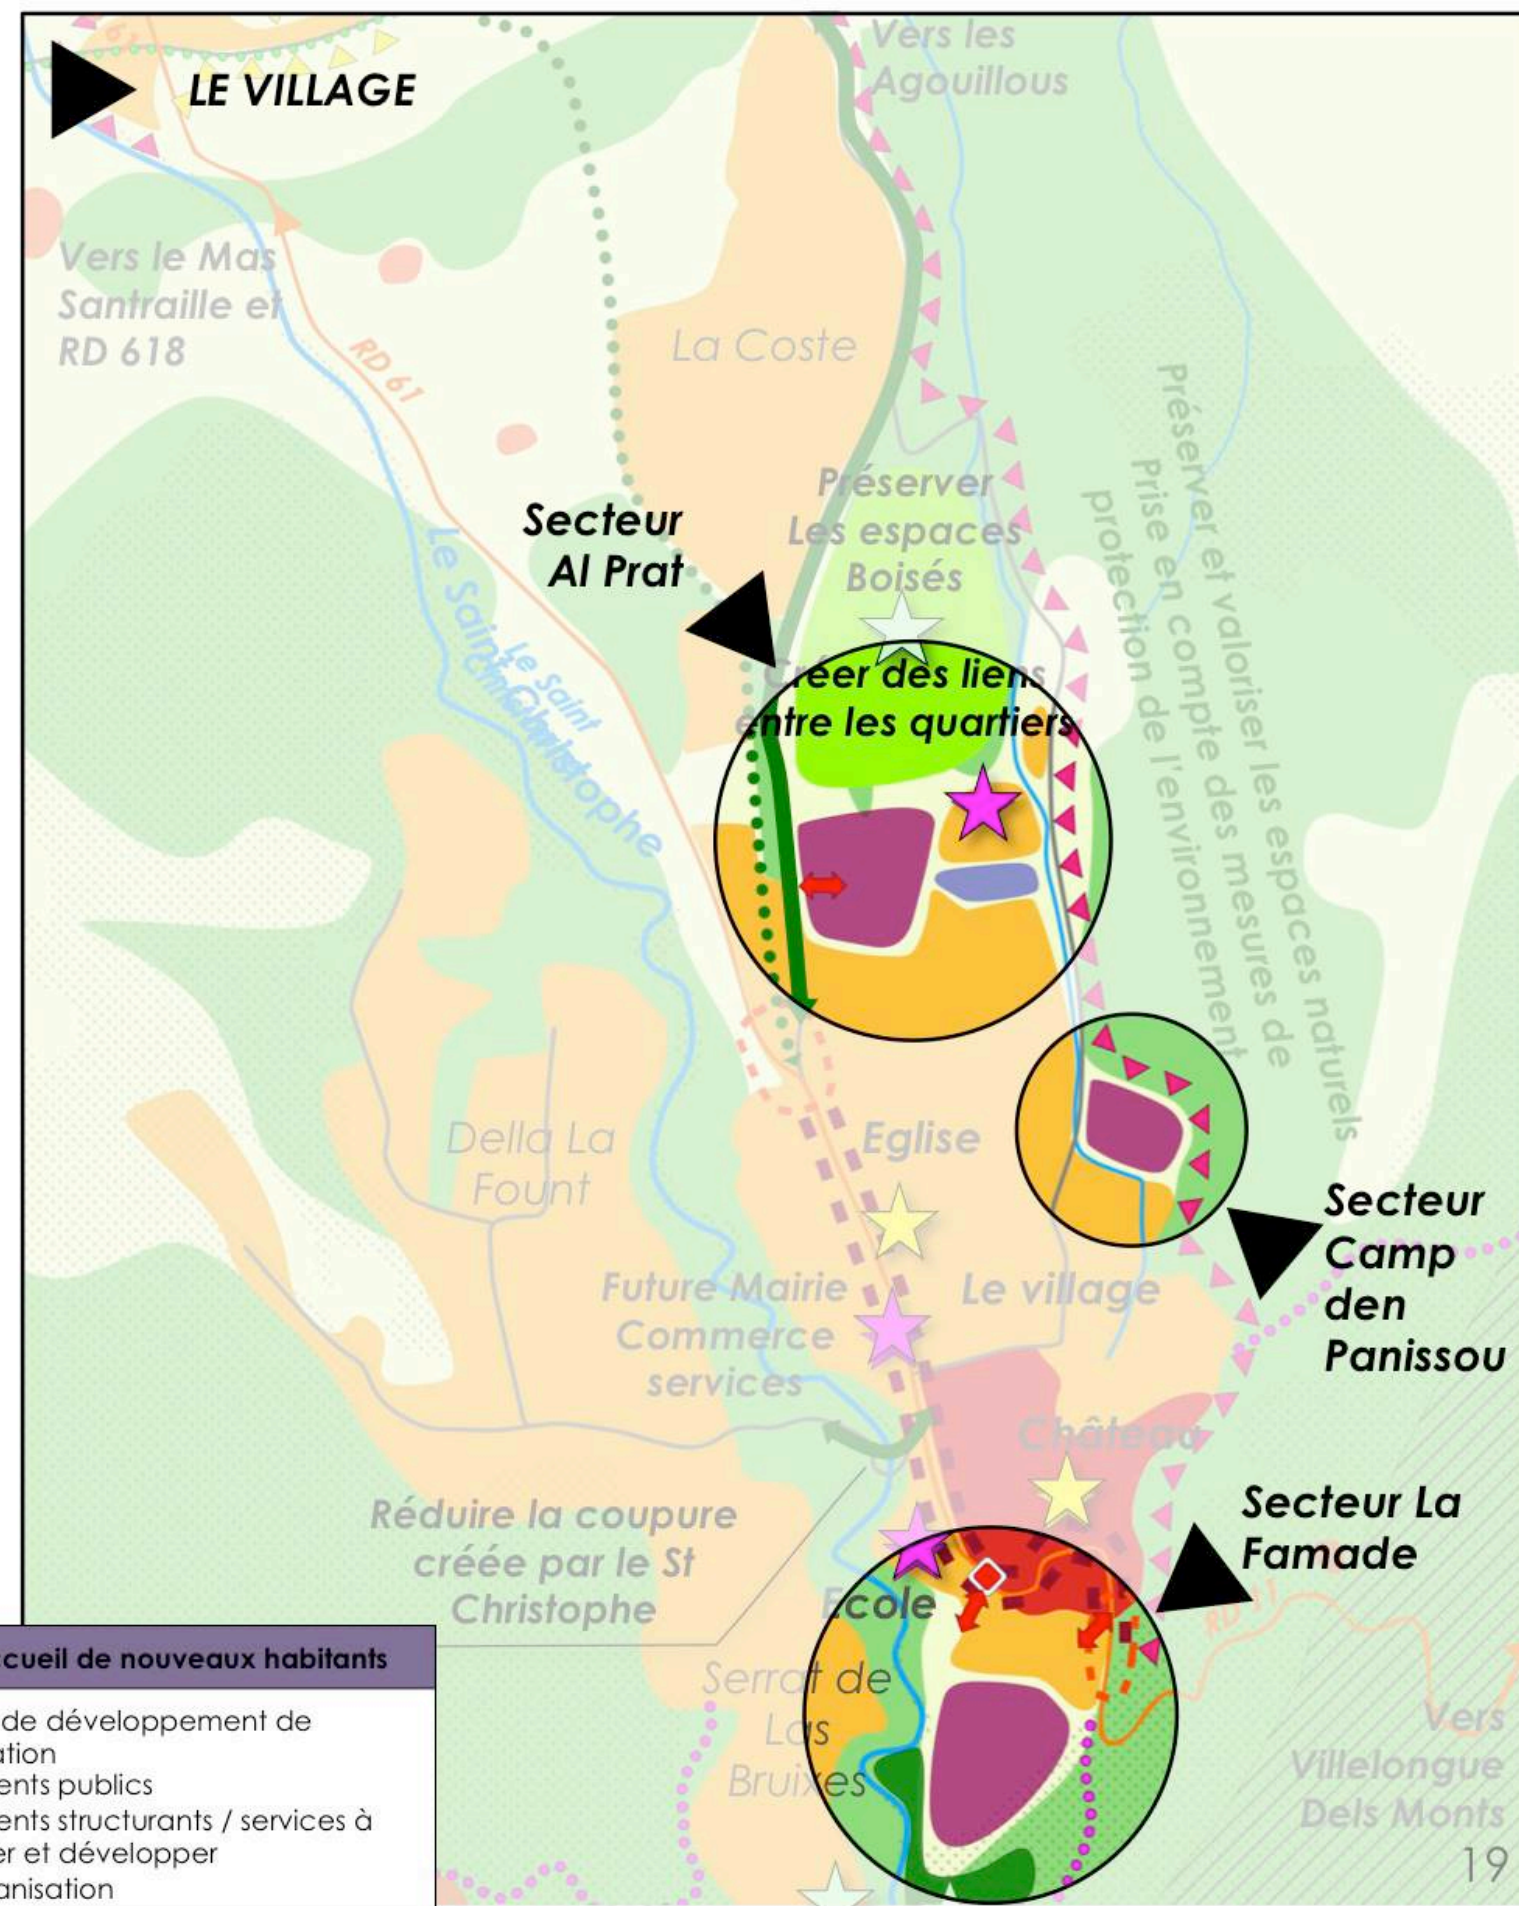 LE VILLAGE
Vers les
Agouillous
Vers le Mas
Santraille et
RD 618
RD 61
La Coste
Préserver et valoriser les espaces naturels
Prise en compte des mesures de
protection de l'environnement
Préserver
Les espaces
Boisés
Secteur
Al Prat
Le Saint
Christophe
Le Saint
Créer des liens
entre les quartiers
Della La
Fount
Eglise
Secteur
Camp
den
Panissou
Future Mairie
Commerce
services
Le village
Château
Réduire la coupure
créée par le St
Christophe
Secteur La
Famade
Ecole
RD 11
Serrat de
Las
Bruixes
Vers
Villelongue
Dels Monts
cueil de nouveaux habitants
de développement de
ation
ents publics
ents structurants / services à
er et développer
anisation
19